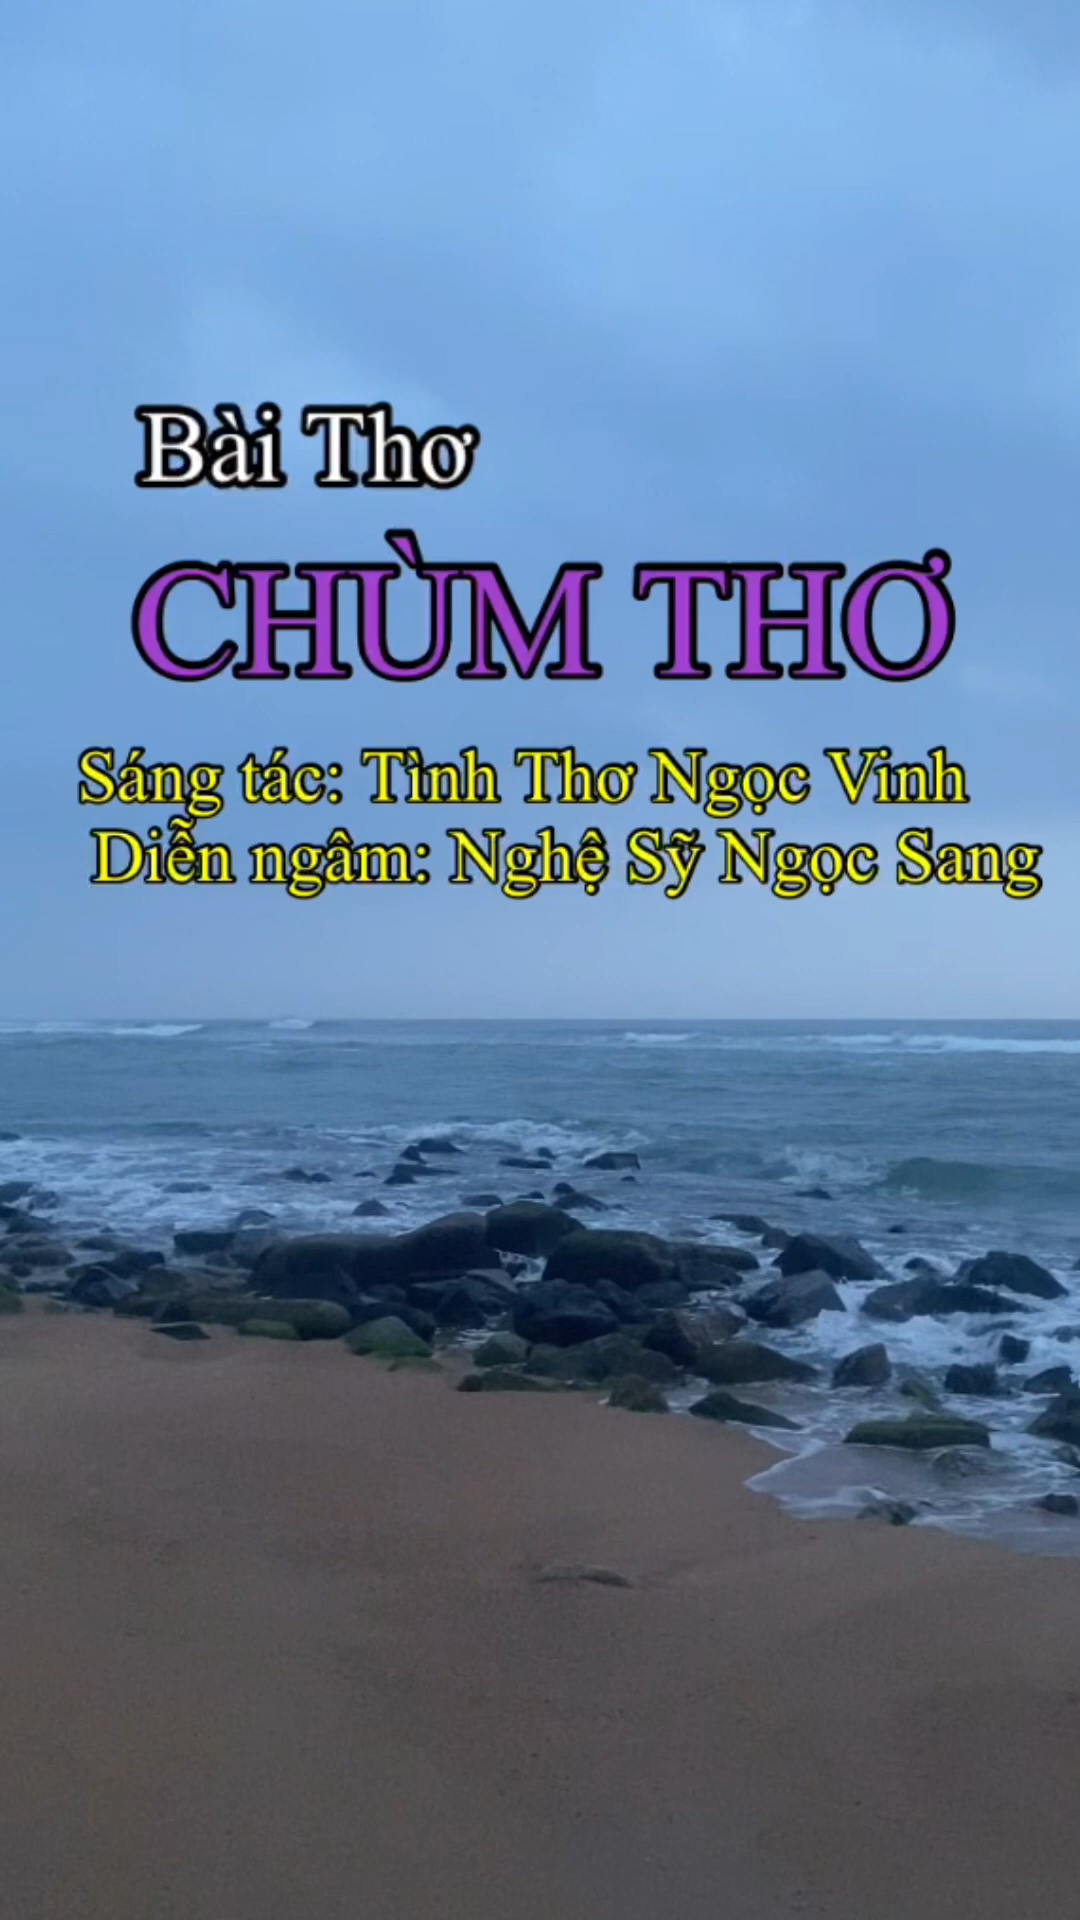 Bài Thơ
CHÙM THƠ
Sáng tác: Tình Thơ Ngọc Vinh
Diễn ngâm: Nghệ Sỹ Ngọc Sang